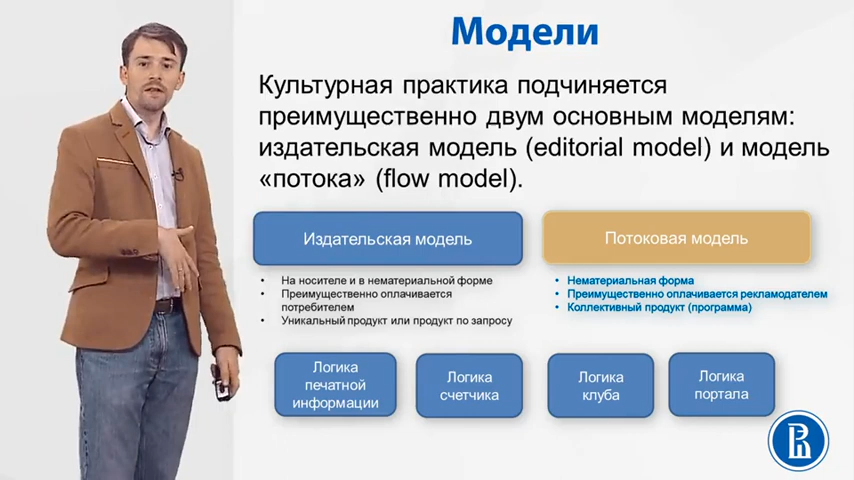 Модели
Культурная практика подчиняется
преимущественно двум основным моделям:
издательская модель (editorial model) и модель
«потока» (flow model).
Издательская модель
Потоковая модель
• На носителе и в нематериальной форме
• Преимущественно оплачивается
потребителем
• Уникальный продукт или продукт по запросу
• Нематериальная форма
• Преимущественно оплачивается рекламодателем
• Коллективный продукт (программа)
Логика
печатной
информации
Логика
счетчика
Логика
клуба
Логика
портала